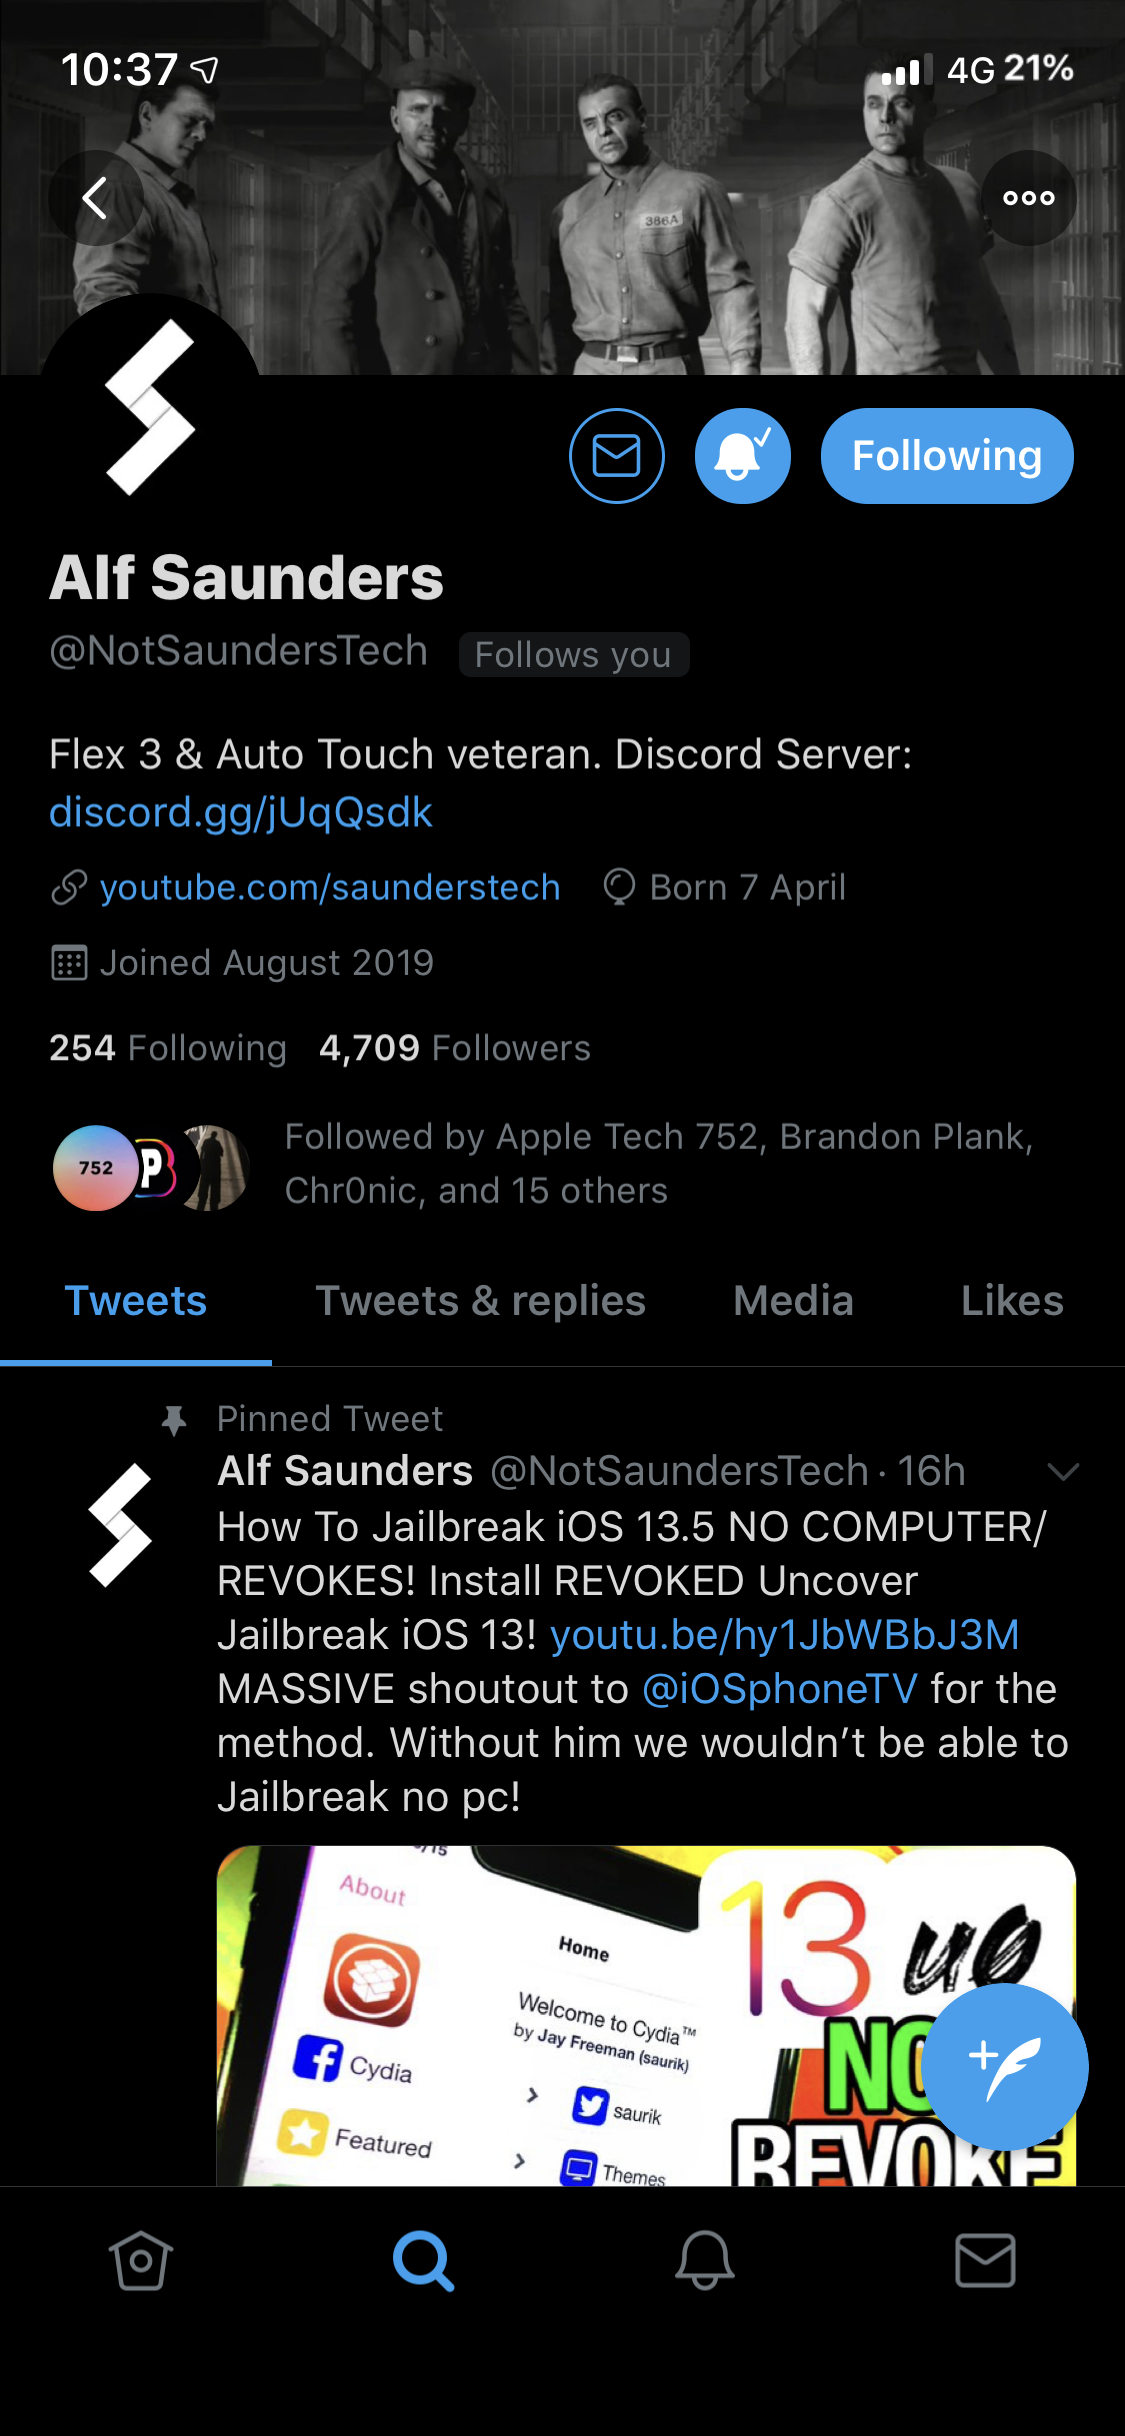 10:37
4G 21%
386A
Following
Alf Saunders
@NotSaundersTech Follows you
Flex 3 & Auto Touch veteran. Discord Server:
discord.gg/jUqQsdk
youtube.com/saunderstech Born 7 April
Joined August 2019
254 Following 4,709 Followers
752
Followed by Apple Tech 752, Brandon Plank,
Chr0nic, and 15 others
Tweets Tweets & replies Media Likes
Pinned Tweet
Alf Saunders @NotSaundersTech · 16h
How To Jailbreak iOS 13.5 NO COMPUTER/
REVOKES! Install REVOKED Uncover
Jailbreak iOS 13! youtu.be/hy1JbWBbJ3M
MASSIVE shoutout to @iOSphoneTV for the
method. Without him we wouldn’t be able to
Jailbreak no pc!
About
Home
Welcome to Cydia™
by Jay Freeman (saurik)
Cydia
saurik
Featured
Themes
13 u0
NO
REVOKE